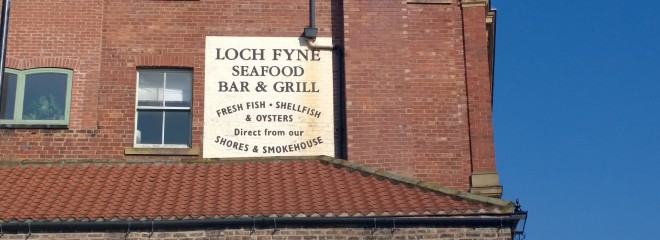 LOCH FYNE
SEAFOOD
BAR & GRILL
FRESH FISH • SHELLFISH
& OYSTERS
Direct from our
SHORES & SMOKEHOUSE